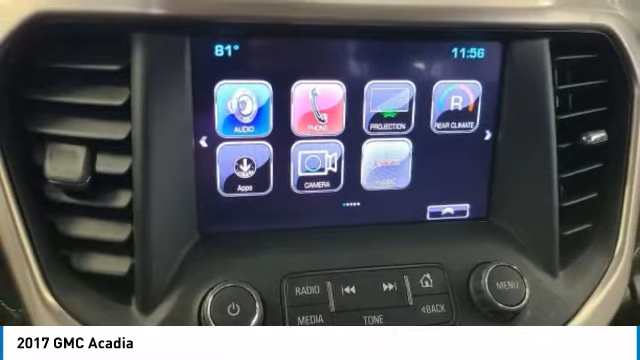 81° 11:56
AUDIO PHONE PROJECTION REAR CLIMATE
R
Apps CAMERA
RADIO MENU
MEDIA TONE BACK
2017 GMC Acadia